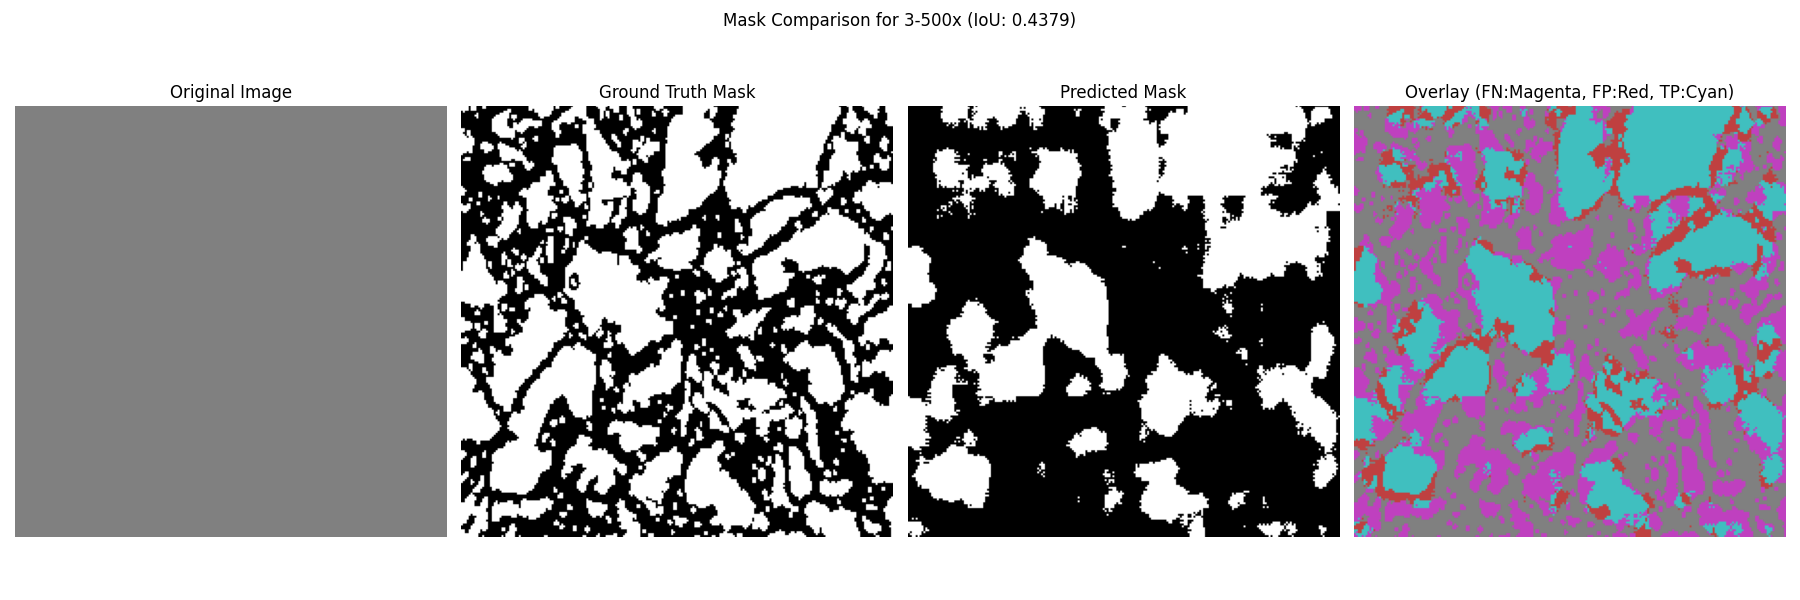 Mask Comparison for 3-500x (IoU: 0.4379)
Original Image
Ground Truth Mask
Predicted Mask
Overlay (FN:Magenta, FP:Red, TP:Cyan)